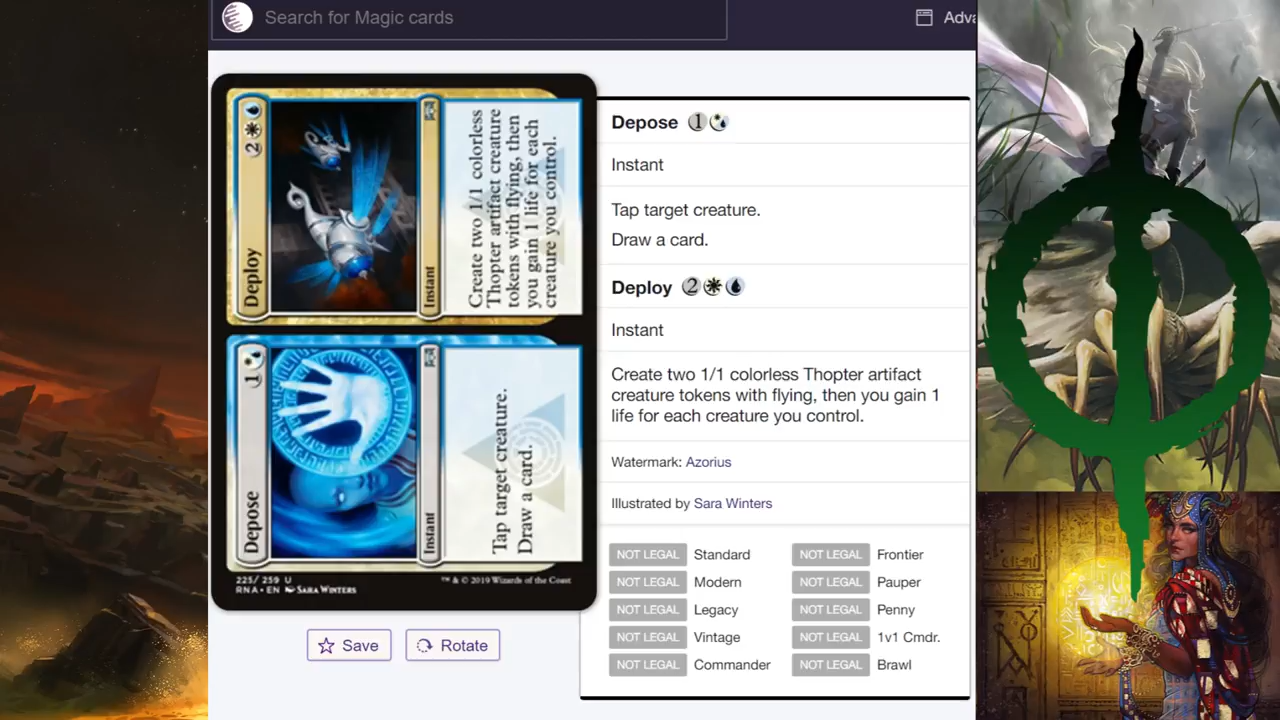 Search for Magic cards
Adva
Deploy 2
Instant
Create two 1/1 colorless
Thopter artifact creature
tokens with flying, then
you gain 1 life for each
creature you control.
Depose 1
Instant
Tap target creature.
Draw a card.
225/259 U
RNA • EN SARA WINTERS
™ & © 2019 Wizards of the Coast
Save
Rotate
Depose 1
Instant
Tap target creature.
Draw a card.
Deploy 2
Instant
Create two 1/1 colorless Thopter artifact
creature tokens with flying, then you gain 1
life for each creature you control.
Watermark: Azorius
Illustrated by Sara Winters
NOT LEGAL Standard NOT LEGAL Frontier
NOT LEGAL Modern NOT LEGAL Pauper
NOT LEGAL Legacy NOT LEGAL Penny
NOT LEGAL Vintage NOT LEGAL 1v1 Cmdr.
NOT LEGAL Commander NOT LEGAL Brawl